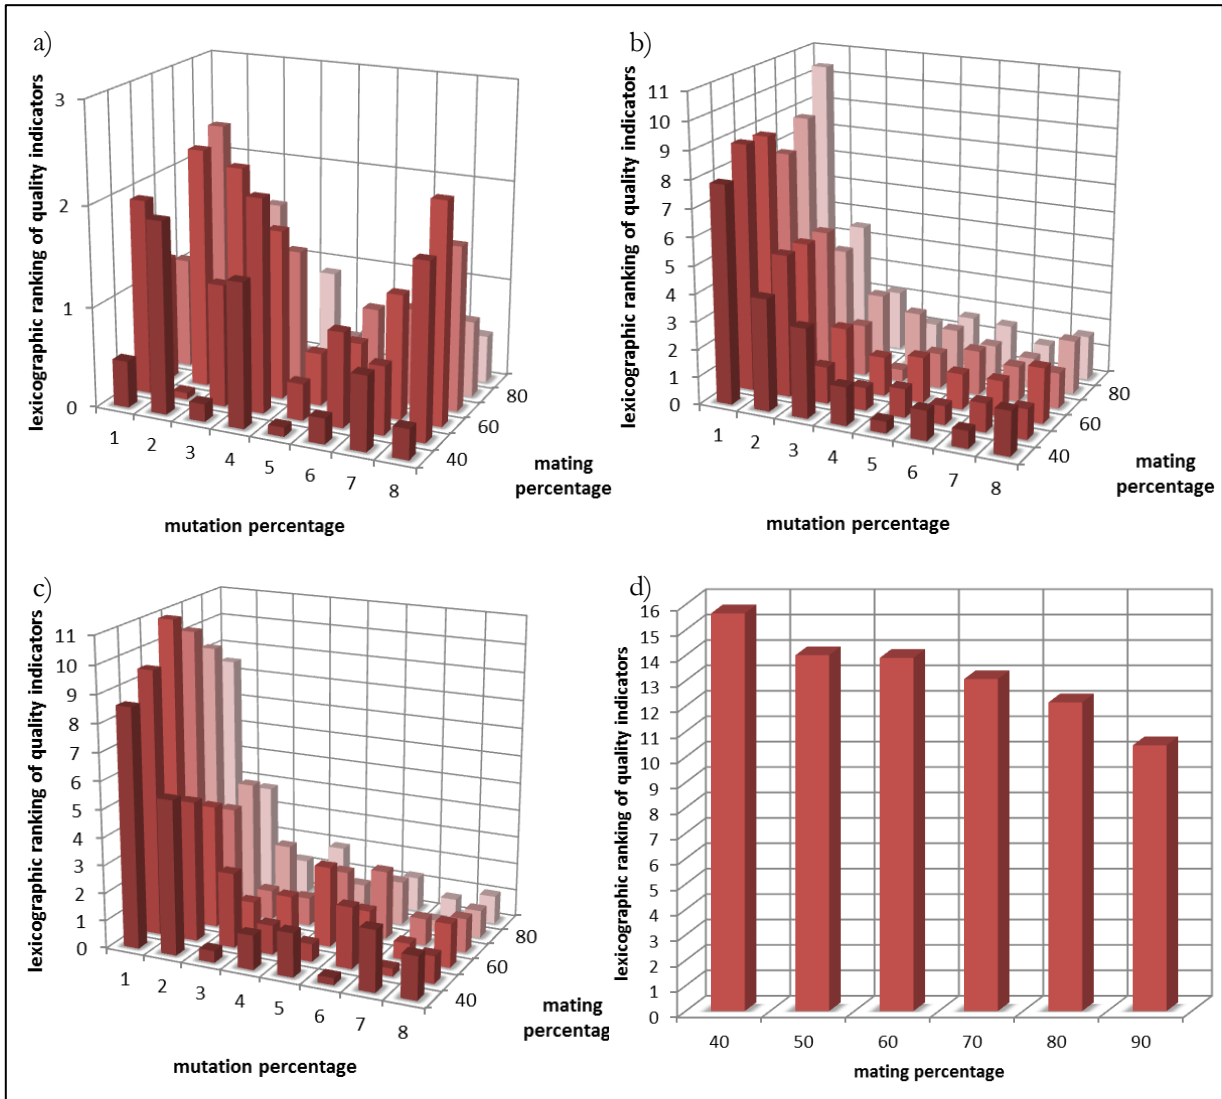 a)
lexicographic ranking of quality indicators
3
2
1
0
1 2 3 4 5 6 7 8
40 60 80
mating
percentage
mutation percentage
b)
lexicographic ranking of quality indicators
11
10
9
8
7
6
5
4
3
2
1
0
1 2 3 4 5 6 7 8
40 60 80
mating
percentage
mutation percentage
c)
lexicographic ranking of quality indicators
11
10
9
8
7
6
5
4
3
2
1
0
1 2 3 4 5 6 7 8
40 60 80
mating
percentag
mutation percentage
d)
lexicographic ranking of quality indicators
16
15
14
13
12
11
10
9
8
7
6
5
4
3
2
1
0
40 50 60 70 80 90
mating percentage